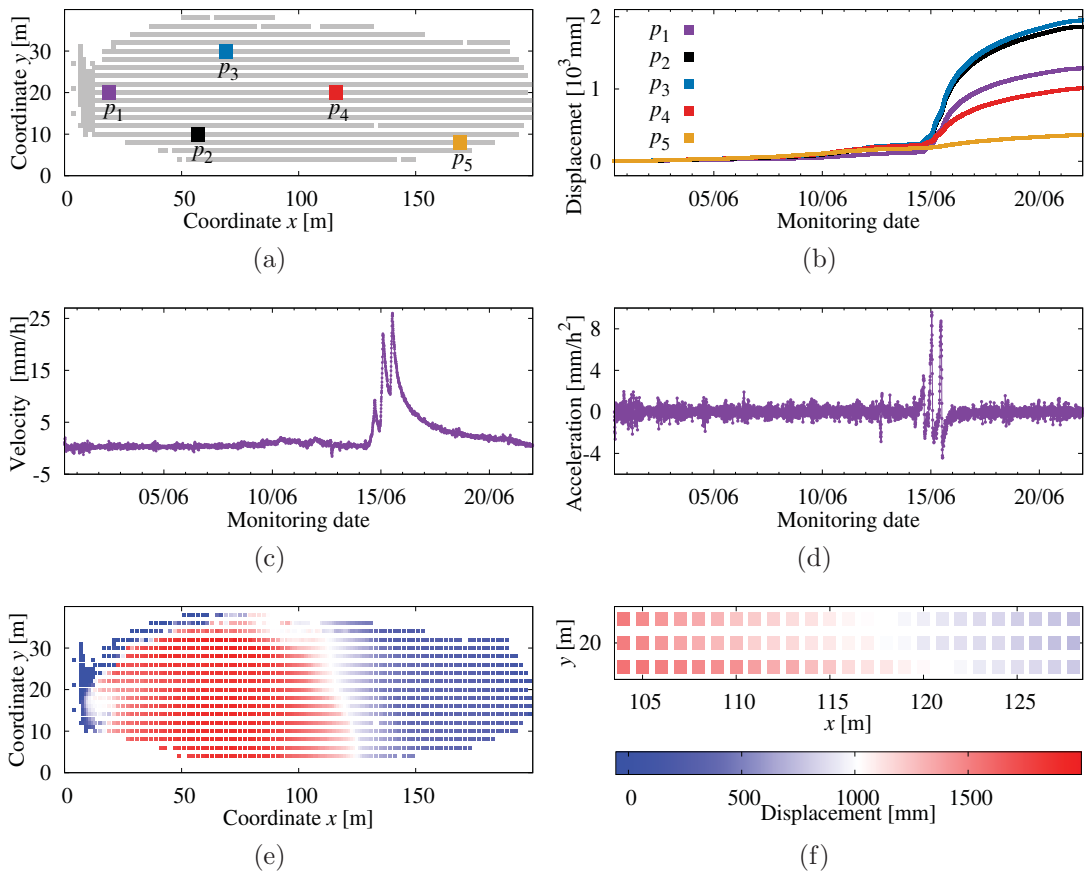 Coordinate y [m]
30
20
10
0
p3
p1
p4
p2
p5
0 50 100 150
Coordinate x [m]
(a)
Displacemet [10³mm]
2
1
0
p1
p2
p3
p4
p5
05/06 10/06 15/06 20/06
Monitoring date
(b)
Velocity [mm/h]
25
15
5
-5
05/06 10/06 15/06 20/06
Monitoring date
(c)
Acceleration [mm/h²]
8
4
0
-4
05/06 10/06 15/06 20/06
Monitoring date
(d)
Coordinate y [m]
30
20
10
0
0 50 100 150
Coordinate x [m]
(e)
y [m]
20
105 110 115 120 125
x [m]
0 500 1000 1500
Displacement [mm]
(f)